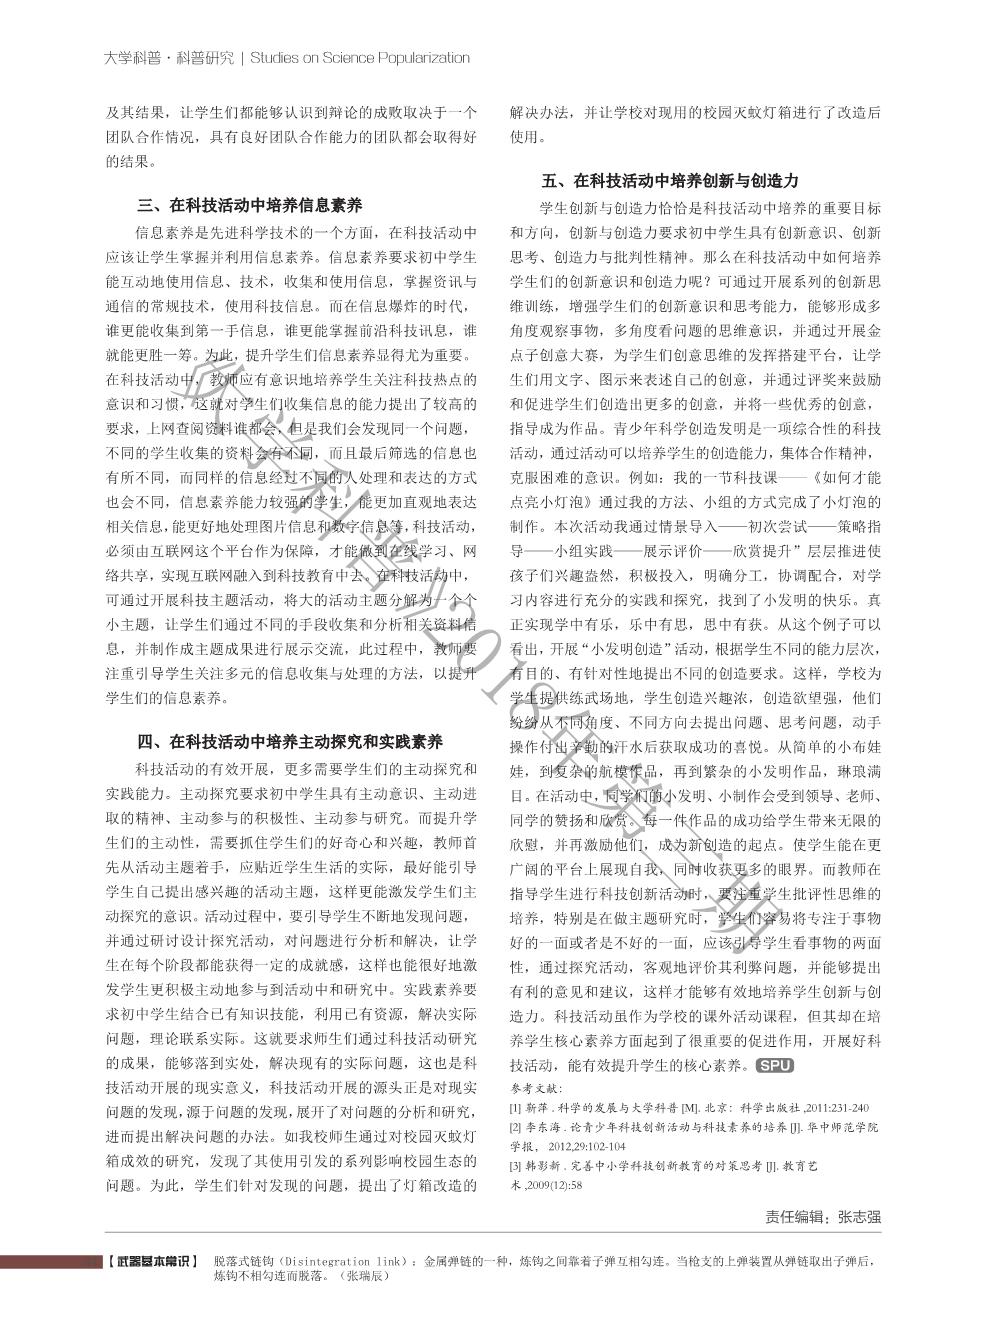 大学科普·科普研究 | Studies on Science Popularization
及其结果，让学生们都能够认识到辩论的成败取决于一个
团队合作情况，具有良好团队合作能力的团队都会取得好
的结果。
三、在科技活动中培养信息素养
信息素养是先进科学技术的一个方面，在科技活动中
应该让学生掌握并利用信息素养。信息素养要求初中学生
能互动地使用信息、技术，收集和使用信息，掌握资讯与
通信的常规技术，使用科技信息。而在信息爆炸的时代，
谁更能收集到第一手信息，谁更能掌握前沿科技讯息，谁
就能更胜一筹。为此，提升学生们信息素养显得尤为重要。
在科技活动中，教师应有意识地培养学生关注科技热点的
意识和习惯，这就对学生们收集信息的能力提出了较高的
要求，上网查阅资料谁都会，但是我们会发现同一个问题，
不同的学生收集的资料会有不同，而且最后筛选的信息也
有所不同，而同样的信息经过不同的人处理和表达的方式
也会不同，信息素养能力较强的学生，能更加直观地表达
相关信息，能更好地处理图片信息和数字信息等，科技活动，
必须由互联网这个平台作为保障，才能做到在线学习、网
络共享，实现互联网融入到科技教育中去。在科技活动中，
可通过开展科技主题活动，将大的活动主题分解为一个个
小主题，让学生们通过不同的手段收集和分析相关资料信
息，并制作成主题成果进行展示交流，此过程中，教师要
注重引导学生关注多元的信息收集与处理的方法，以提升
学生们的信息素养。
四、在科技活动中培养主动探究和实践素养
科技活动的有效开展，更多需要学生们的主动探究和
实践能力。主动探究要求初中学生具有主动意识、主动进
取的精神、主动参与的积极性、主动参与研究。而提升学
生们的主动性，需要抓住学生们的好奇心和兴趣，教师首
先从活动主题着手，应贴近学生生活的实际，最好能引导
学生自己提出感兴趣的活动主题，这样更能激发学生们主
动探究的意识。活动过程中，要引导学生不断地发现问题，
并通过研讨设计探究活动，对问题进行分析和解决，让学
生在每个阶段都能获得一定的成就感，这样也能很好地激
发学生更积极主动地参与到活动中和研究中。实践素养要
求初中学生结合已有知识技能，利用已有资源，解决实际
问题，理论联系实际。这就要求师生们通过科技活动研究
的成果，能够落到实处，解决现有的实际问题，这也是科
技活动开展的现实意义，科技活动开展的源头正是对现实
问题的发现，源于问题的发现，展开了对问题的分析和研究，
进而提出解决问题的办法。如我校师生通过对校园灭蚊灯
箱成效的研究，发现了其使用引发的系列影响校园生态的
问题。为此，学生们针对发现的问题，提出了灯箱改造的
解决办法，并让学校对现用的校园灭蚊灯箱进行了改造后
使用。
五、在科技活动中培养创新与创造力
学生创新与创造力恰恰是科技活动中培养的重要目标
和方向，创新与创造力要求初中学生具有创新意识、创新
思考、创造力与批判性精神。那么在科技活动中如何培养
学生们的创新意识和创造力呢？可通过开展系列的创新思
维训练，增强学生们的创新意识和思考能力，能够形成多
角度观察事物，多角度看问题的思维意识，并通过开展金
点子创意大赛，为学生们创意思维的发挥搭建平台，让学
生们用文字、图示来表述自己的创意，并通过评奖来鼓励
和促进学生们创造出更多的创意，并将一些优秀的创意，
指导成为作品。青少年科学创造发明是一项综合性的科技
活动，通过活动可以培养学生的创造能力，集体合作精神，
克服困难的意识。例如：我的一节科技课——《如何才能
点亮小灯泡》通过我的方法、小组的方式完成了小灯泡的
制作。本次活动我通过情景导入——初次尝试——策略指
导——小组实践——展示评价——欣赏提升”层层推进使
孩子们兴趣盎然，积极投入，明确分工，协调配合，对学
习内容进行充分的实践和探究，找到了小发明的快乐。真
正实现学中有乐，乐中有思，思中有获。从这个例子可以
看出，开展“小发明创造”活动，根据学生不同的能力层次，
有目的、有针对性地提出不同的创造要求。这样，学校为
学生提供练武场地，学生创造兴趣浓，创造欲望强，他们
纷纷从不同角度、不同方向去提出问题、思考问题，动手
操作付出辛勤的汗水后获取成功的喜悦。从简单的小布娃
娃，到复杂的航模作品，再到繁杂的小发明作品，琳琅满
目。在活动中，同学们的小发明、小制作会受到领导、老师、
同学的赞扬和欣赏。每一件作品的成功给学生带来无限的
欣慰，并再激励他们，成为新创造的起点。使学生能在更
广阔的平台上展现自我，同时收获更多的眼界。而教师在
指导学生进行科技创新活动时，要注重学生批评性思维的
培养，特别是在做主题研究时，学生们容易将专注于事物
好的一面或者是不好的一面，应该引导学生看事物的两面
性，通过探究活动，客观地评价其利弊问题，并能够提出
有利的意见和建议，这样才能够有效地培养学生创新与创
造力。科技活动虽作为学校的课外活动课程，但其却在培
养学生核心素养方面起到了很重要的促进作用，开展好科
技活动，能有效提升学生的核心素养。SPU
参考文献：
[1] 靳萍 . 科学的发展与大学科普 [M]. 北京：科学出版社 ,2011:231-240
[2] 李东海 . 论青少年科技创新活动与科技素养的培养 [J]. 华中师范学院
学报， 2012,29:102-104
[3] 韩影新 . 完善中小学科技创新教育的对策思考 [J]. 教育艺
术 ,2009(12):58
责任编辑：张志强
【武器基本常识】 脱落式链钩（Disintegration link）：金属弹链的一种，炼钩之间靠着子弹互相勾连。当枪支的上弹装置从弹链取出子弹后，
炼钩不相勾连而脱落。（张瑞辰）
《大学科普》2018年第二期